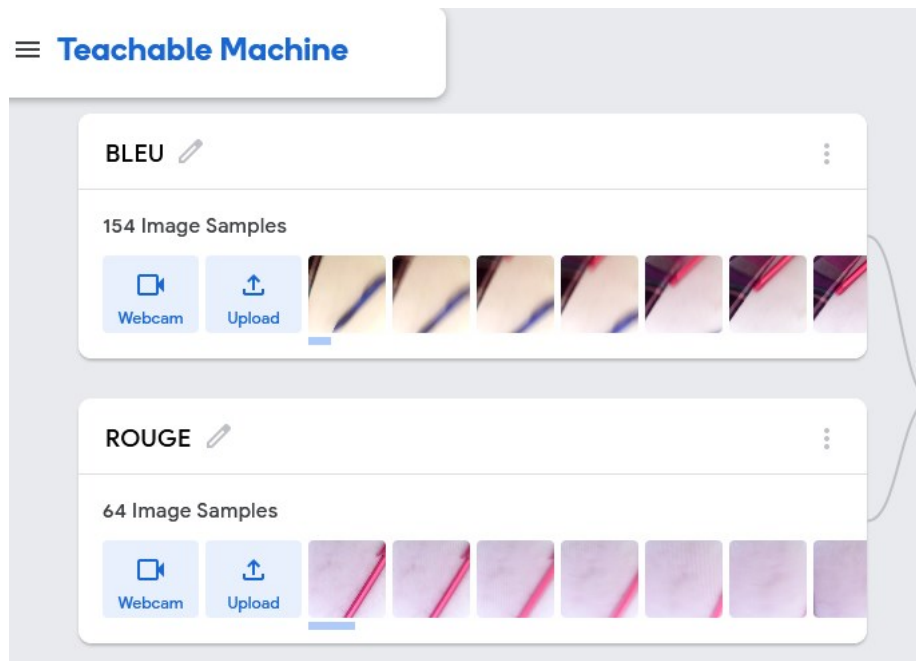 Teachable Machine
BLEU
154 Image Samples
Webcam
Upload
ROUGE
64 Image Samples
Webcam
Upload